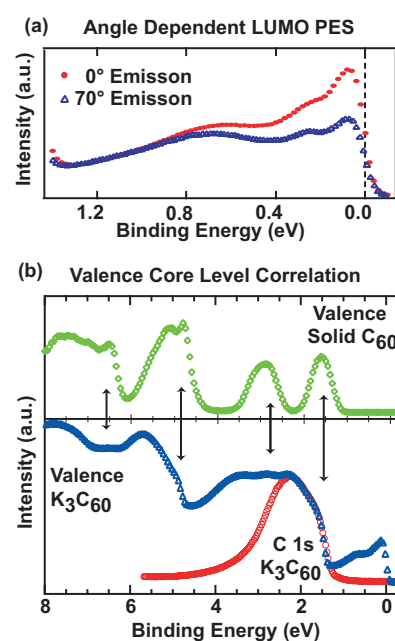 (a) Angle Dependent LUMO PES
0° Emisson
70° Emisson
Intensity (a.u.)
1.2 0.8 0.4 0.0
Binding Energy (eV)
(b) Valence Core Level Correlation
Valence
Solid C60
Intensity (a.u.)
Valence
K3C60
C 1s
K3C60
8 6 4 2 0
Binding Energy (eV)